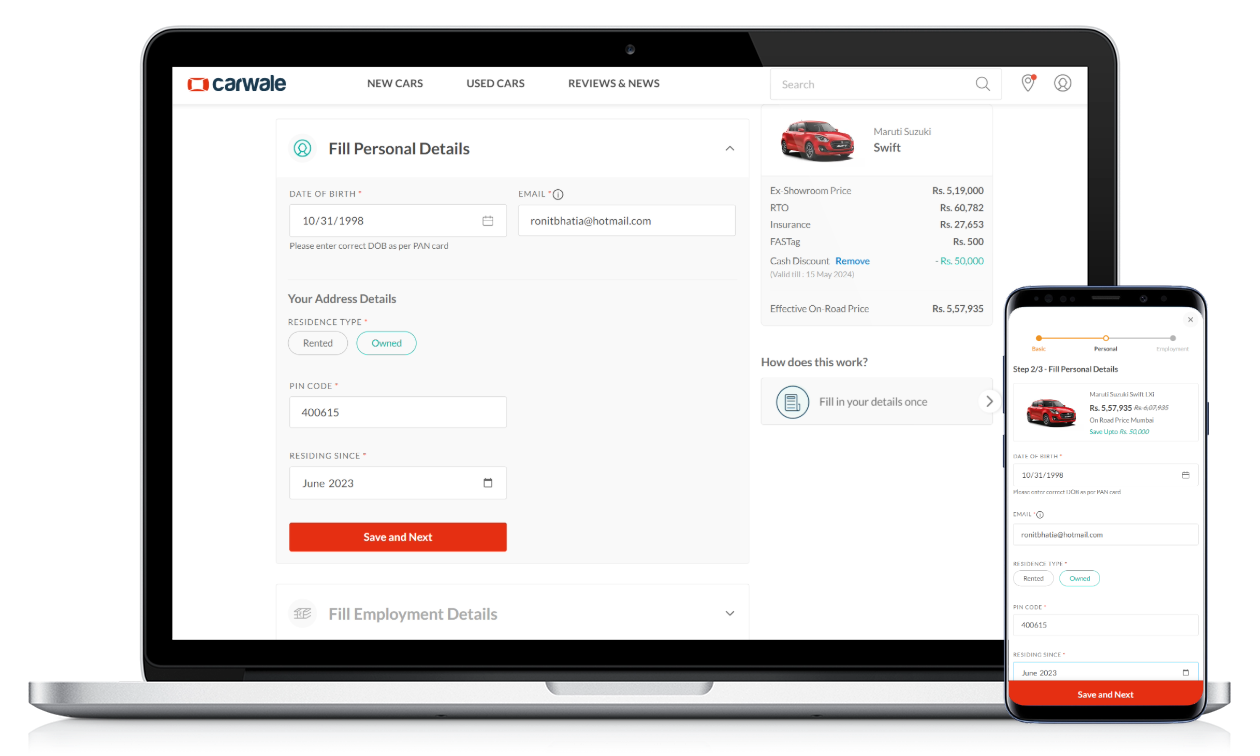 carwale
NEW CARS
USED CARS
REVIEWS & NEWS
Search
Fill Personal Details
DATE OF BIRTH *
EMAIL *
10/31/1998
ronitbhatia@hotmail.com
Please enter correct DOB as per PAN card
Your Address Details
RESIDENCE TYPE *
Rented
Owned
PIN CODE *
400615
RESIDING SINCE *
June 2023
Save and Next
Fill Employment Details
Maruti Suzuki
Swift
Ex-Showroom Price Rs. 5,19,000
RTO Rs. 60,782
Insurance Rs. 27,653
FASTag Rs. 500
Cash Discount Remove - Rs. 50,000
(Valid till : 15 May 2024)
Effective On-Road Price Rs. 5,57,935
How does this work?
Fill in your details once
Basic
Personal
Employment
Step 2/3 - Fill Personal Details
Maruti Suzuki Swift LXI
Rs. 5,57,935 Rs. 6,07,935
On Road Price Mumbai
Save Upto Rs. 50,000
DATE OF BIRTH *
10/31/1998
Please enter correct DOB as per PAN card
EMAIL *
ronitbhatia@hotmail.com
RESIDENCE TYPE *
Rented
Owned
PIN CODE *
400615
RESIDING SINCE *
June 2023
Save and Next